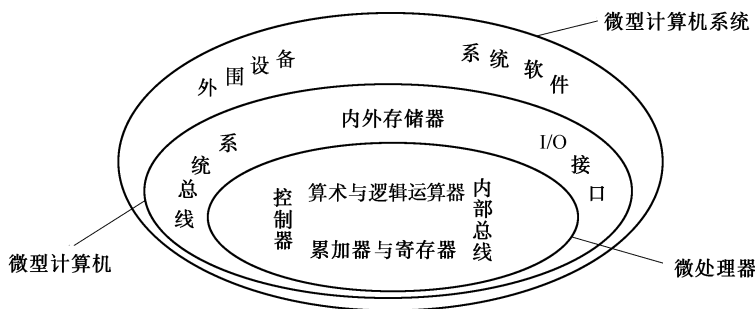 微型计算机系统
外围设备
系统软件
内外存储器
系统总线
I/O接口
控制器
算术与逻辑运算器
累加器与寄存器
内部总线
微型计算机
微处理器